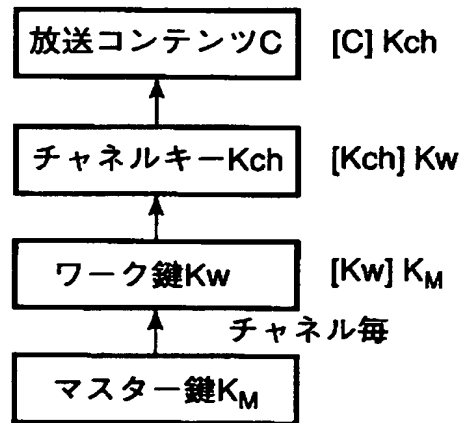 放送コンテンツC [C] Kch
チャネルキーKch [Kch] Kw
ワーク鍵Kw [Kw] KM
チャネル毎
マスター鍵KM